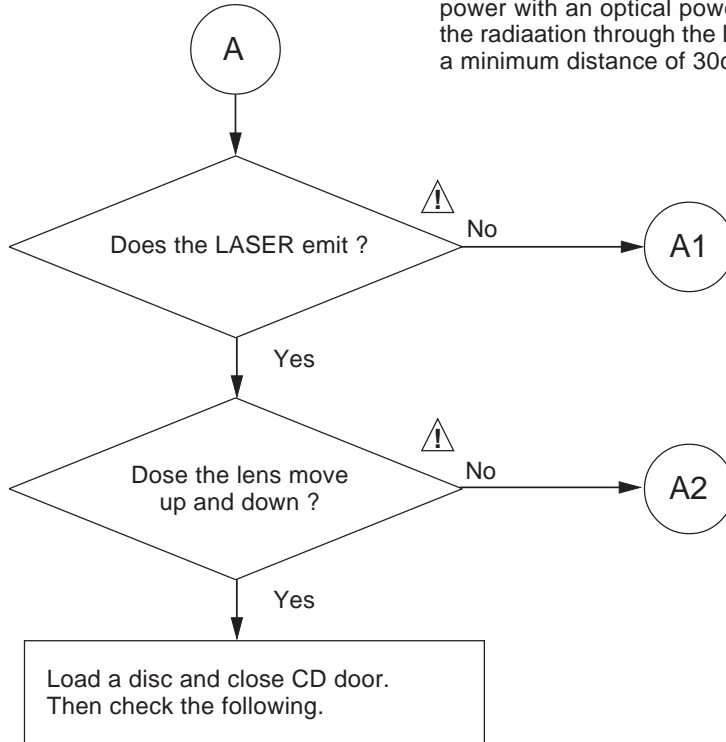 power with an optical powe
the radiaation through the l
a minimum distance of 30c
A
Does the LASER emit ?
No
A1
Yes
Dose the lens move
up and down ?
No
A2
Yes
Load a disc and close CD door.
Then check the following.